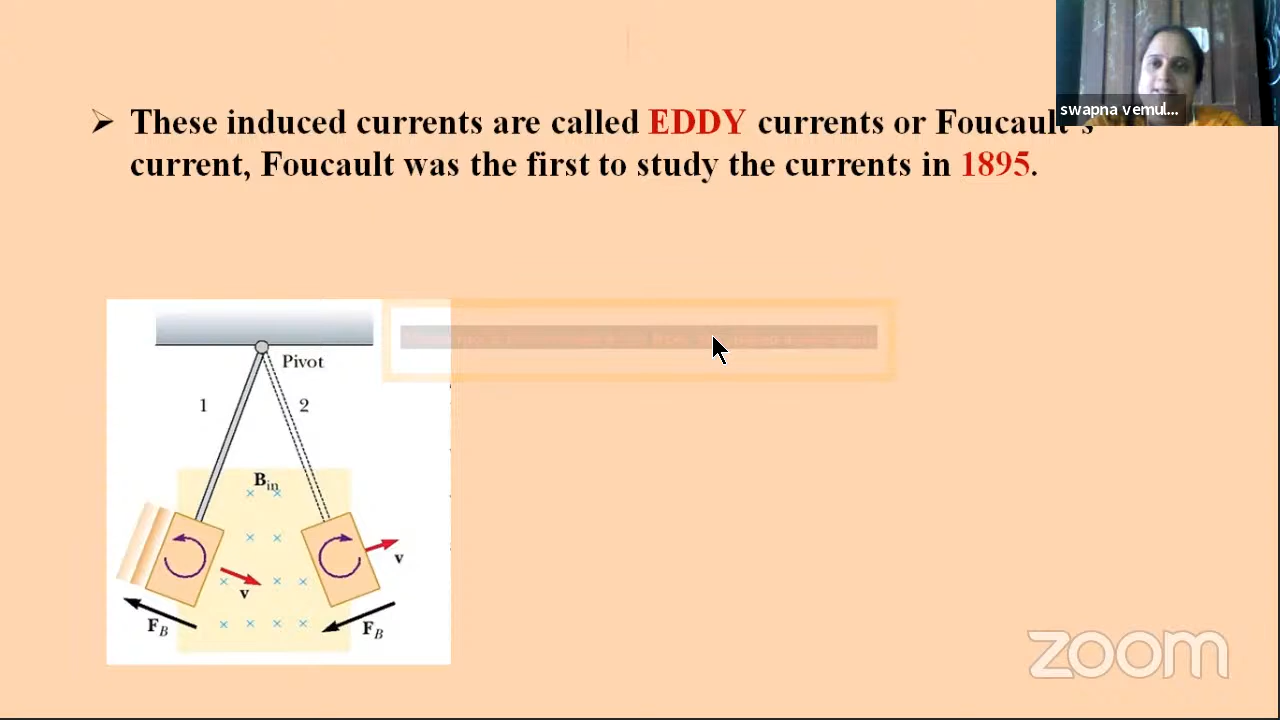 These induced currents are called EDDY currents or Foucault's
current, Foucault was the first to study the currents in 1895.
swapna vemul...
Pivot
1
2
Bin
v
v
FB
FB
zoom